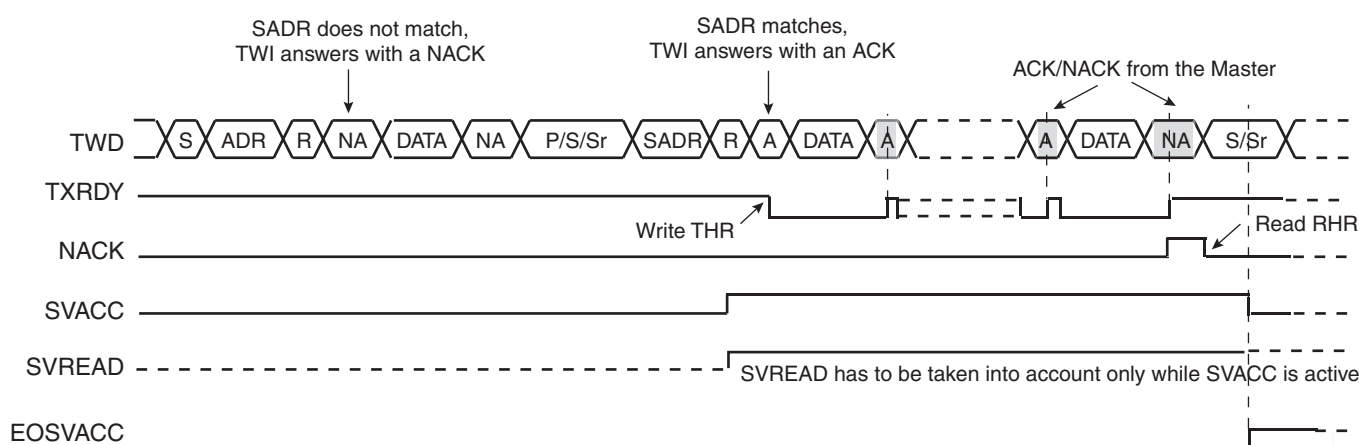 SADR does not match,
TWI answers with a NACK
SADR matches,
TWI answers with an ACK
ACK/NACK from the Master
TWD S ADR R NA DATA NA P/S/Sr SADR R A DATA A A DATA NA S/Sr
TXRDY
Write THR
Read RHR
NACK
SVACC
SVREAD
SVREAD has to be taken into account only while SVACC is active
EOSVACC